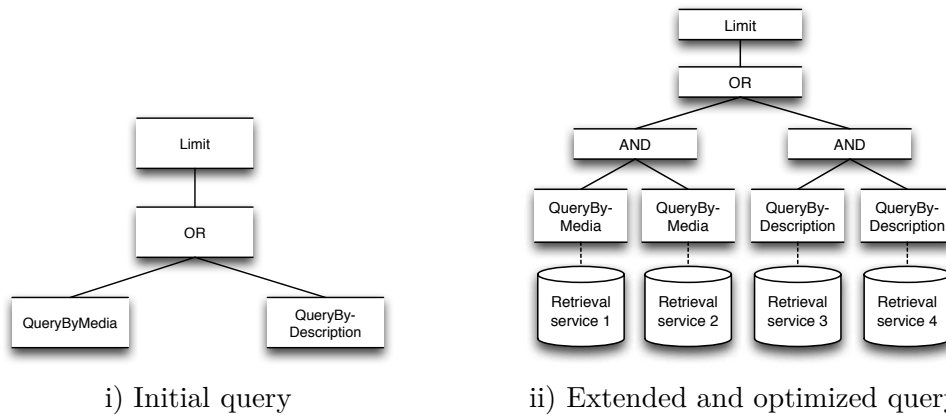 Limit
OR
QueryByMedia
QueryBy-
Description
i) Initial query
Limit
OR
AND
AND
QueryBy-
Media
QueryBy-
Media
QueryBy-
Description
QueryBy-
Description
Retrieval
service 1
Retrieval
service 2
Retrieval
service 3
Retrieval
service 4
ii) Extended and optimized query